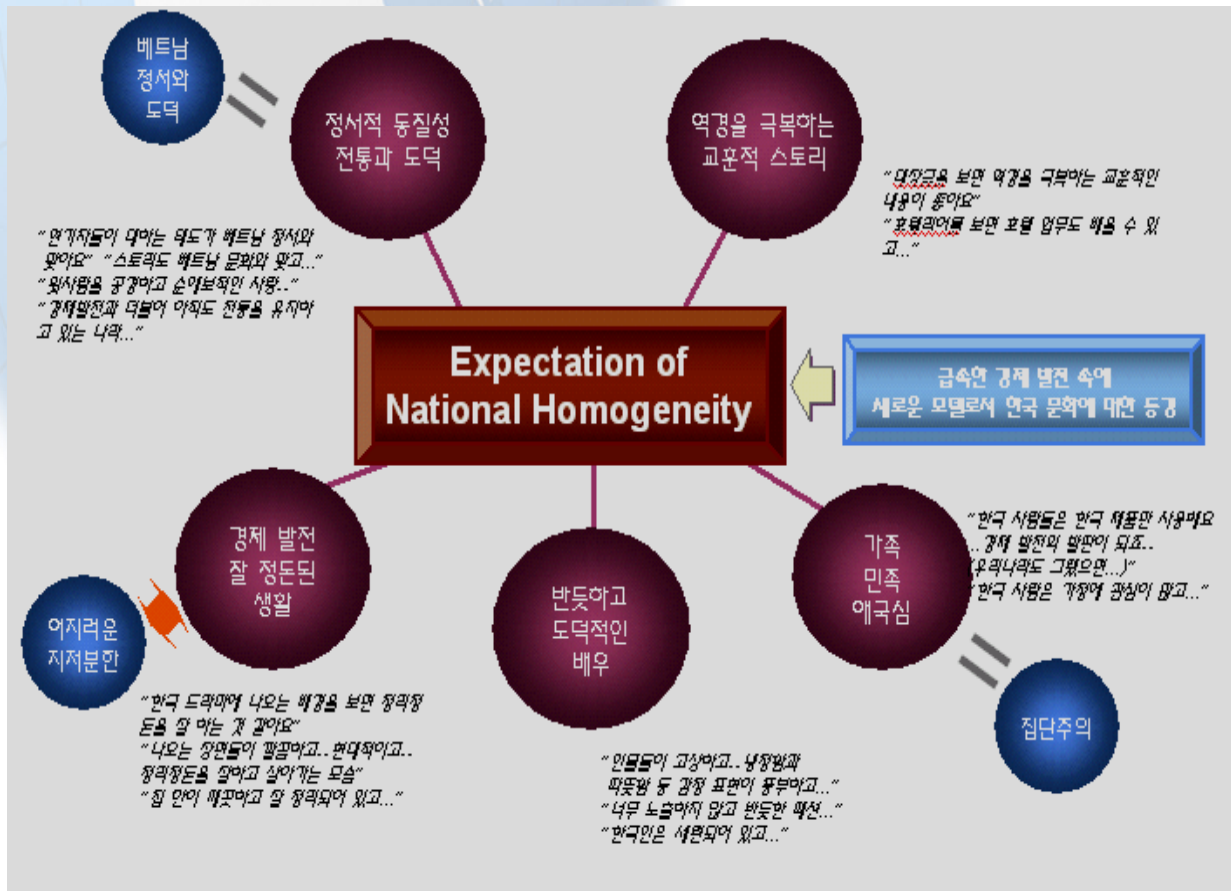 베트남
정서와
도덕
정서적 동질성
전통과 도덕
역경을 극복하는
교훈적 스토리
"대장금을 보면 역경을 극복하는 교훈적인
내용이 좋아요"
"호텔리어를 보면 호텔 업무도 배울 수 있
고..."
"연기자들이 대하는 태도가 베트남 정서와
맞아요" "스토리도 베트남 문화와 맞고..."
"윗사람을 공경하고 순애보적인 사랑.."
"경제발전과 더불어 아직도 전통을 유지하
고 있는 나라..."
Expectation of
National Homogeneity
급속한 경제 발전 속에
새로운 모델로서 한국 문화에 대한 동경
경제 발전
잘 정돈된
생활
어지러운
지저분한
반듯하고
도덕적인
배우
가족
민족
애국심
"한국 사람들은 한국 제품만 사용해요
..경제 발전의 발판이 되죠..
(우리나라도 그랬으면...)"
"한국 사람은 가정에 관심이 많고..."
집단주의
"한국 드라마에 나오는 배경을 보면 정리정
돈을 잘 하는 것 같아요"
"나오는 장면들이 깔끔하고..현대적이고..
정리정돈을 잘하고 살아가는 모습"
"집 안이 깨끗하고 잘 정리되어 있고..."
"인물들이 고상하고..냉정함과
따뜻함 등 감정 표현이 풍부하고..."
"너무 노출하지 않고 반듯한 패션..."
"한국인은 세련되어 있고..."